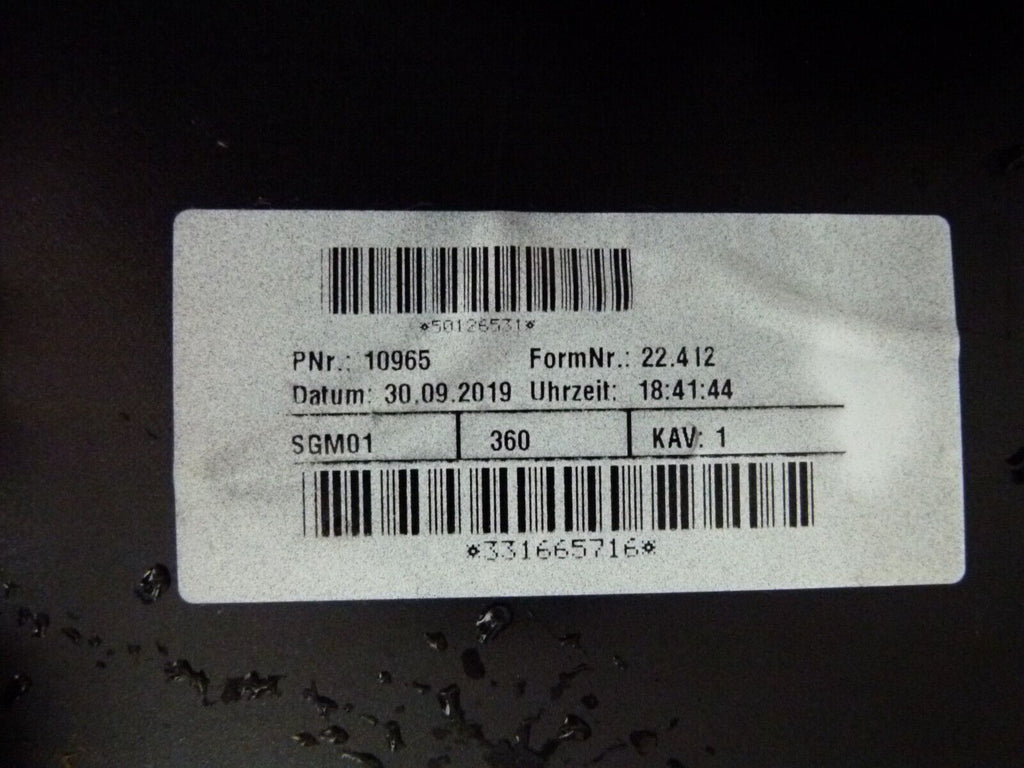 *50126531*
PNr.: 10965 FormNr.: 22.412
Datum: 30.09.2019 Uhrzeit: 18:41:44
SGM01 360 KAV: 1
*331665716*